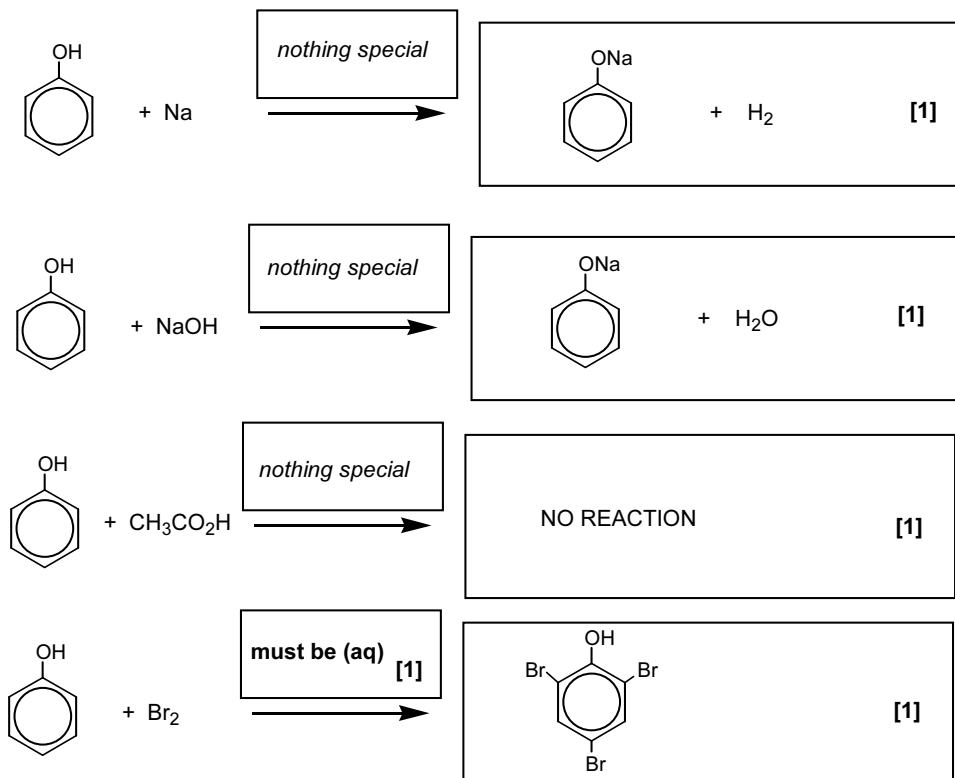 OH
nothing special
+ Na
ONa
+ H₂
[1]
OH
nothing special
+ NaOH
ONa
+ H₂O
[1]
OH
nothing special
+ CH₃CO₂H
NO REACTION
[1]
OH
must be (aq)
[1]
+ Br₂
OH
Br
Br
Br
[1]